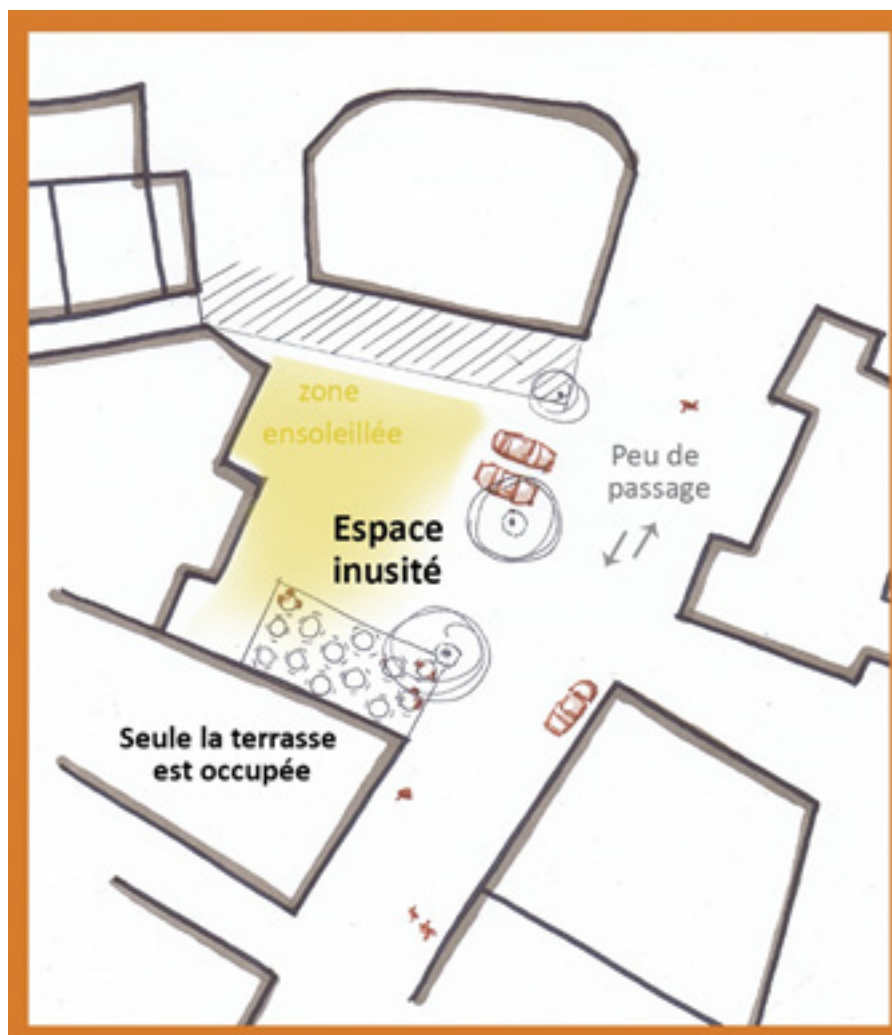 zone
ensoleillée
Peu de
passage
Espace
inusité
Seule la terrasse
est occupée